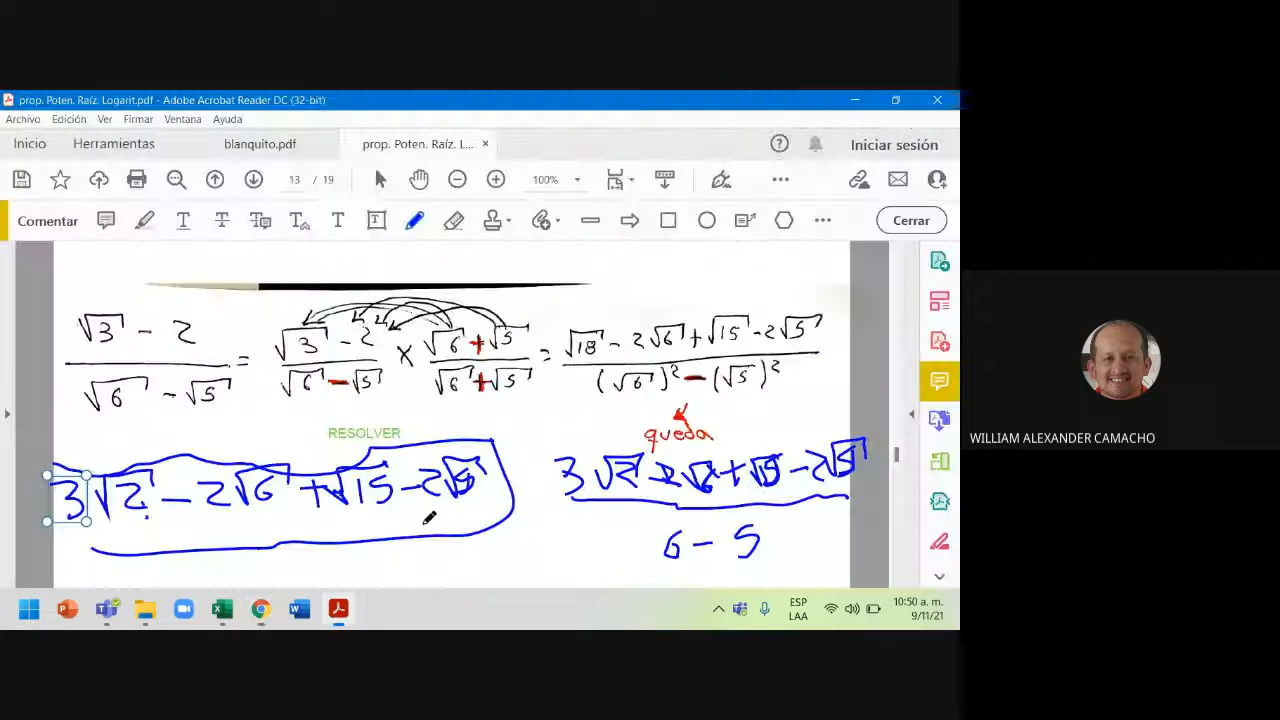 prop. Poten. Raíz. Logarit.pdf - Adobe Acrobat Reader DC (32-bit)
Archivo Edición Ver Firmar Ventana Ayuda
Inicio Herramientas blanquito.pdf prop. Poten. Raíz. L... × Iniciar sesión
13 / 19 100%
Comentar Cerrar
(√3 - 2)/(√6 - √5) = (√3 - 2)/(√6 - √5) × (√6 + √5)/(√6 + √5) = (√18 - 2√6 + √15 - 2√5)/((√6)² - (√5)²)
RESOLVER
queda
3√2 - 2√6 + √15 - 2√5
3√2 - 2√6 + √15 - 2√5
6 - 5
WILLIAM ALEXANDER CAMACHO
ESP
LAA
10:50 a. m.
9/11/21